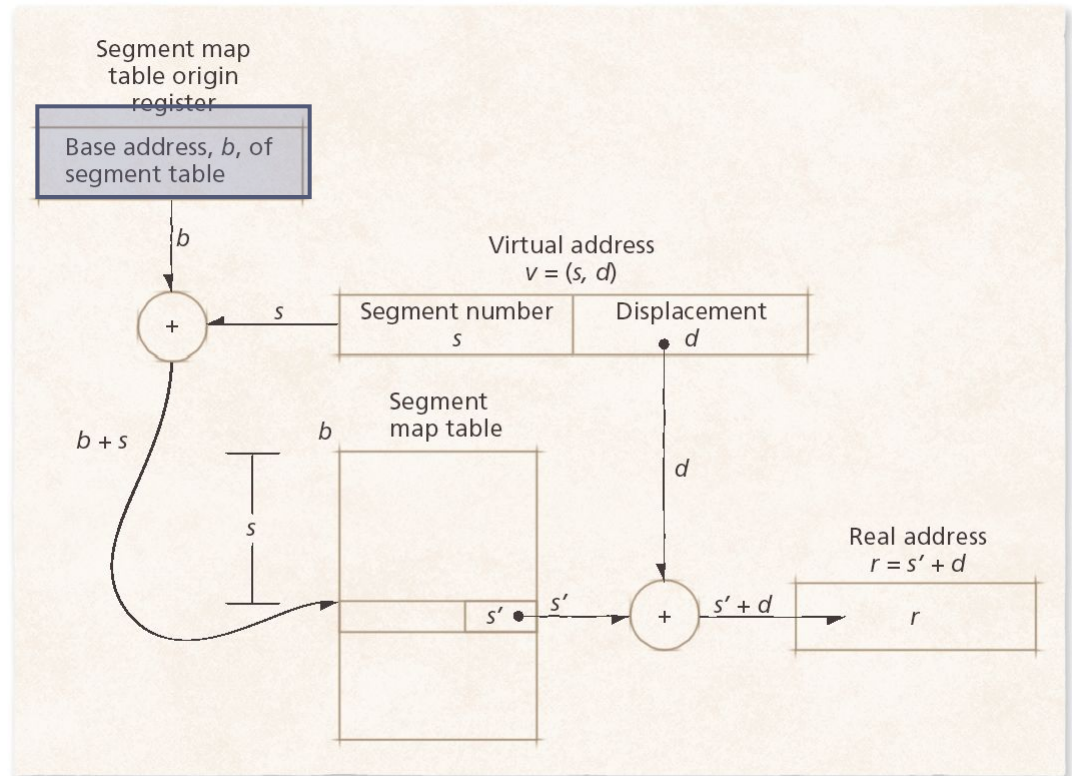 Segment map
table origin
register
Base address, b, of
segment table
b
Virtual address
v = (s, d)
s
Segment number
s
Displacement
d
+
Segment
map table
b
b + s
d
s
Real address
r = s′ + d
s′
s′
+
s′ + d
r